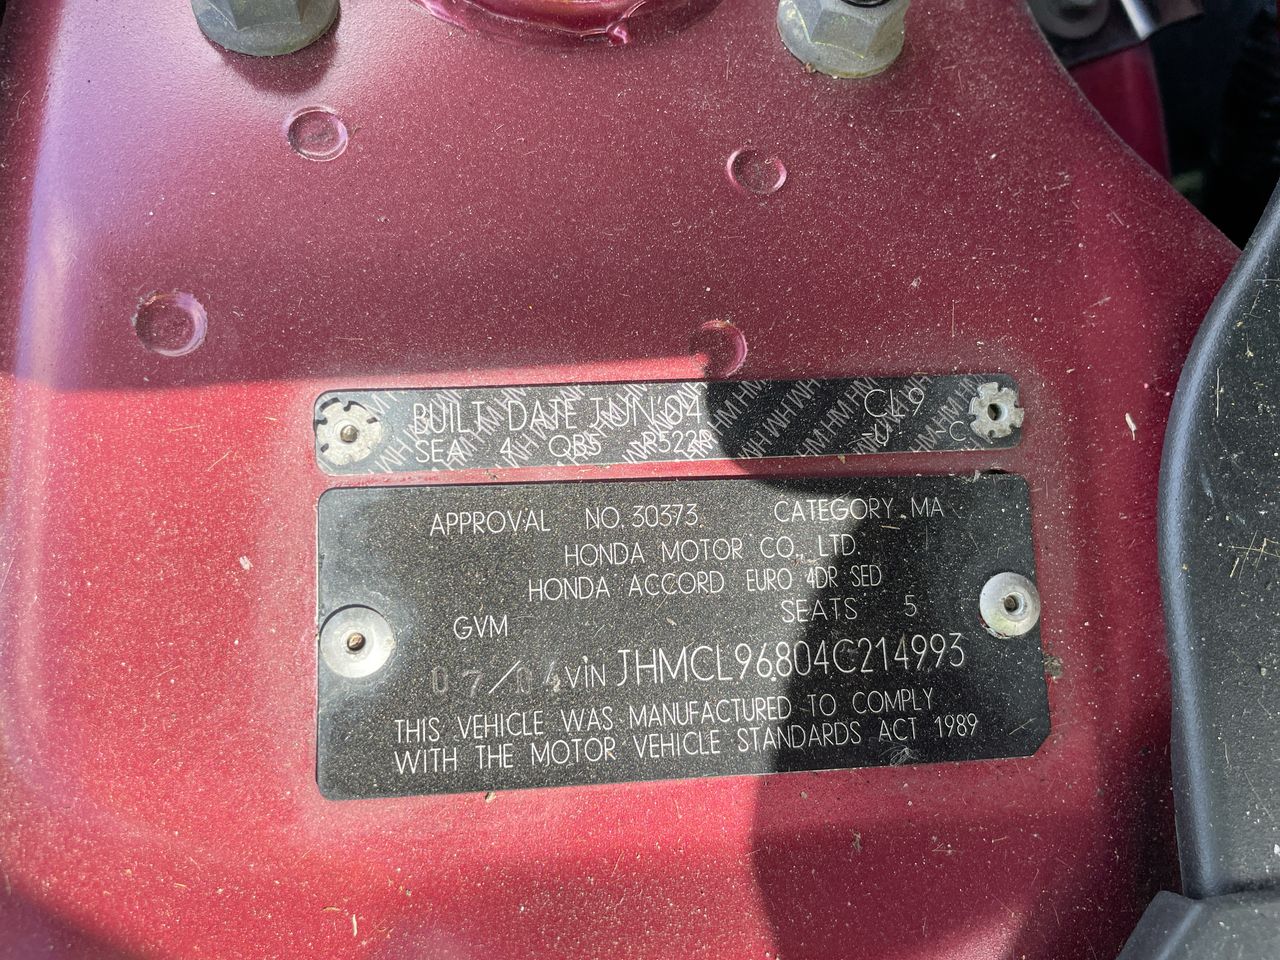 BUILT DATE JUN'04 CL9
SEA 4 QB5 R522P U -C
APPROVAL NO. 30373 CATEGORY MA
HONDA MOTOR CO., LTD.
HONDA ACCORD EURO 4DR SED
SEATS 5
GVM
07/04 VIN JHMCL96804C214993
THIS VEHICLE WAS MANUFACTURED TO COMPLY
WITH THE MOTOR VEHICLE STANDARDS ACT 1989